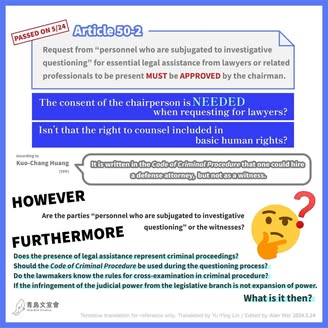 PASSED ON 5/24
Article 50-2
Request from “personnel who are subjugated to investigative
questioning” for essential legal assistance from lawyers or related
professionals to be present MUST be APPROVED by the chairman.
The consent of the chairperson is NEEDED
when requesting for lawyers?
Isn't that the right to counsel included in
basic human rights?
according to
Kuo-Chang Huang
It is written in the Code of Criminal Procedure that one could hire
a defense attorney, but not as a witness.
HOWEVER
Are the parties “personnel who are subjugated to investigative
questioning” or the witnesses?
FURTHERMORE
Does the presence of legal assistance represent criminal proceedings?
Should the Code of Criminal Procedure be used during the questioning process?
Do the lawmakers know the rules for cross-examination in criminal procedure?
If the infringement of the judicial power from the legislative branch is not expansion of power.
What is it then?
青鳥文宣會
Tentative translation for reference only. Translated by Yu-Ying Lin / Edited by Alan Wer 2024.5.24